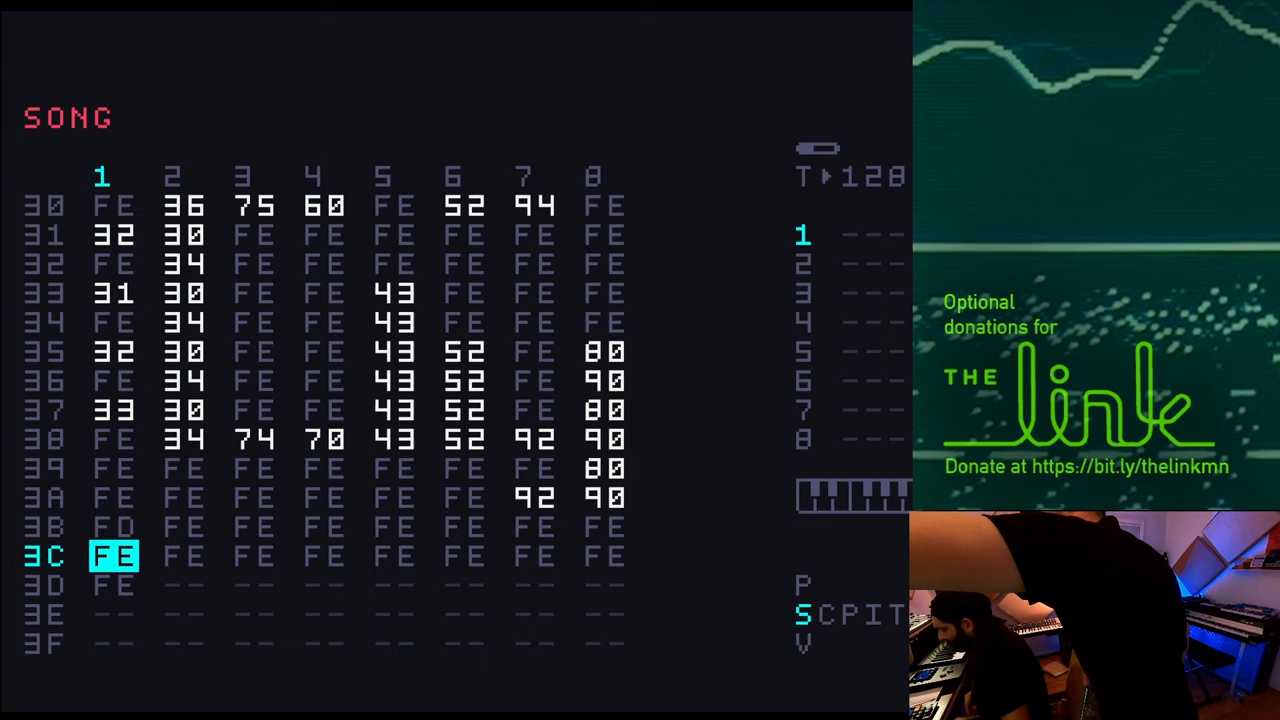 SONG
1 2 3 4 5 6 7 8
30 FE 36 75 60 FE 52 94 FE
31 32 30 FE FE FE FE FE FE
32 FE 34 FE FE FE FE FE FE
33 31 30 FE FE 43 FE FE FE
34 FE 34 FE FE 43 FE FE FE
35 32 30 FE FE 43 52 FE 80
36 FE 34 FE FE 43 52 FE 90
37 33 30 FE FE 43 52 FE 80
38 FE 34 74 70 43 52 92 90
39 FE FE FE FE FE FE FE 80
3A FE FE FE FE FE FE 92 90
3B FD FE FE FE FE FE FE FE
3C FE FE FE FE FE FE FE FE
3D FE -- -- -- -- -- -- --
3E -- -- -- -- -- -- -- --
3F -- -- -- -- -- -- -- --
T▸128
1 ---
2 ---
3 ---
4 ---
5 ---
6 ---
7 ---
8 ---
P
SCPIT
V
Optional
donations for
THE link
Donate at https://bit.ly/thelinkmn